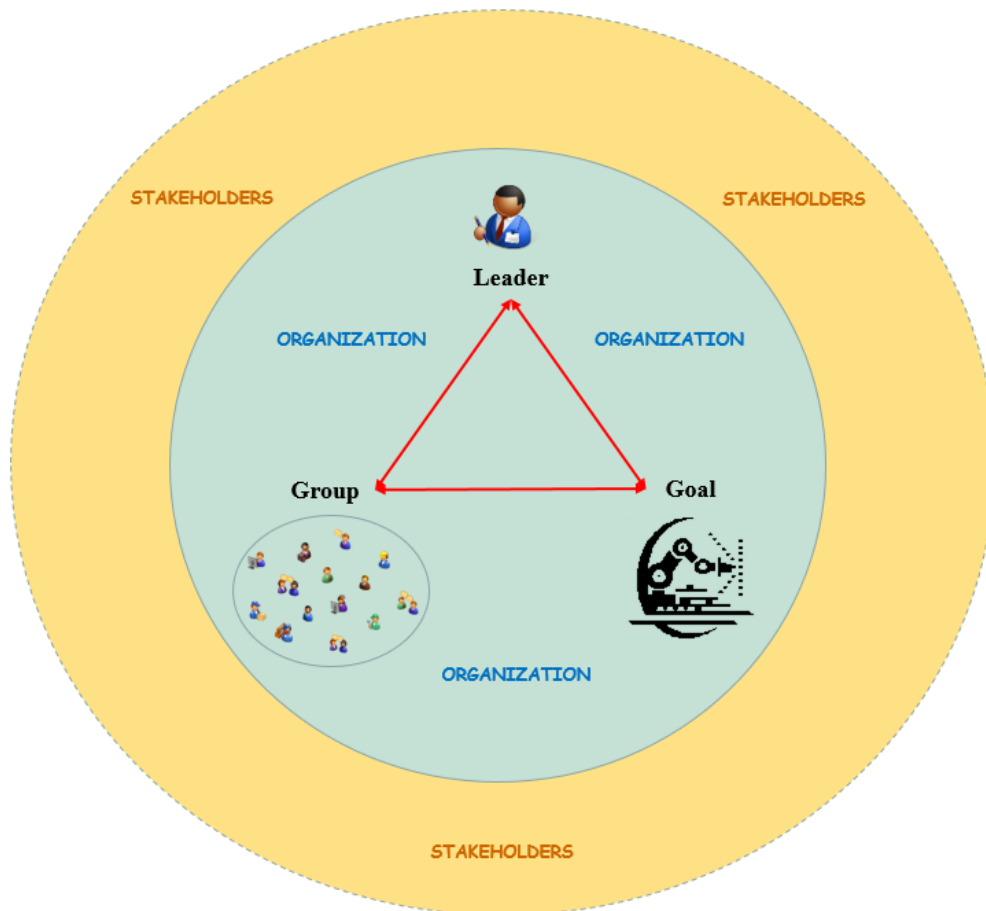 STAKEHOLDERS
STAKEHOLDERS
Leader
ORGANIZATION
ORGANIZATION
Group
Goal
ORGANIZATION
STAKEHOLDERS